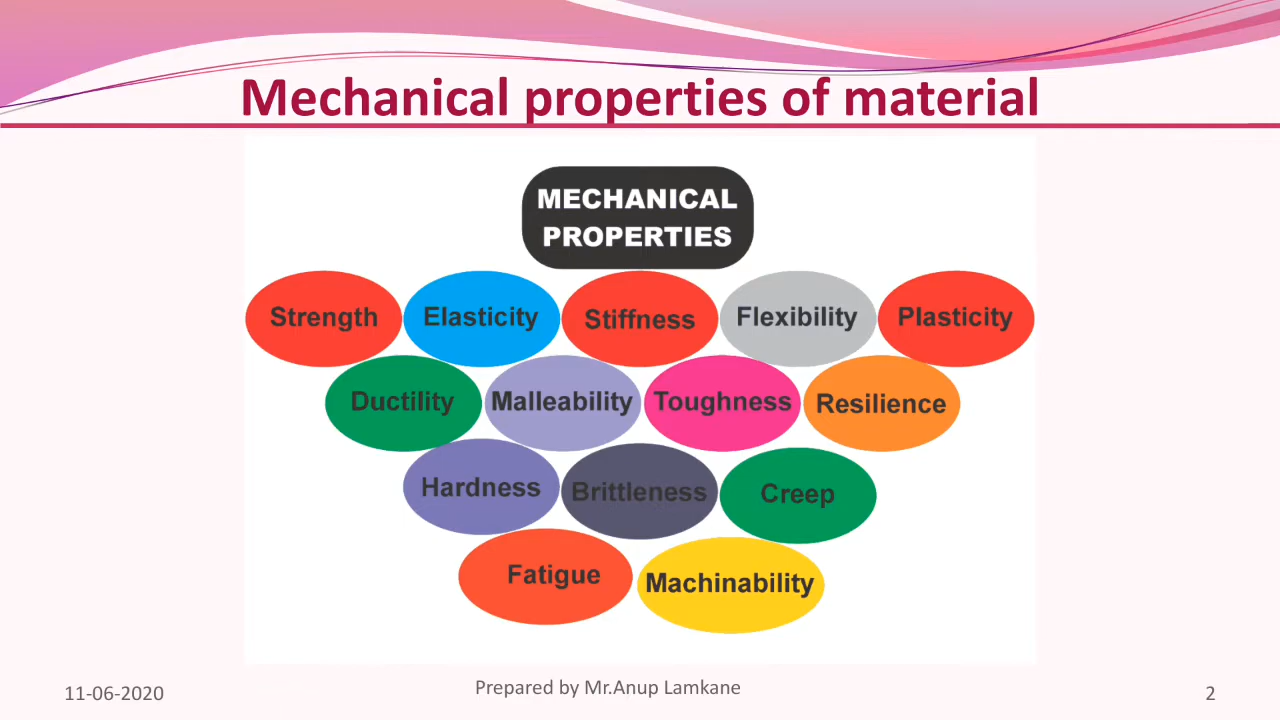 Mechanical properties of material
MECHANICAL
PROPERTIES
Strength Elasticity Stiffness Flexibility Plasticity
Ductility Malleability Toughness Resilience
Hardness Brittleness Creep
Fatigue Machinability
11-06-2020 Prepared by Mr.Anup Lamkane 2